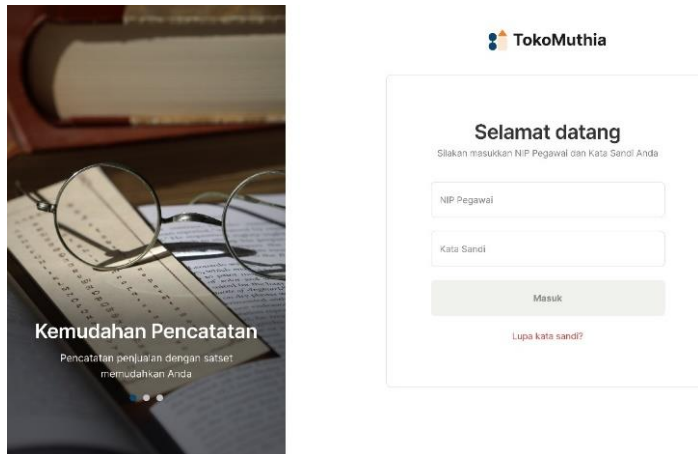 TokoMuthia
Selamat datang
Silakan masukkan NIP Pegawai dan Kata Sandi Anda
NIP Pegawai
Kata Sandi
Masuk
Lupa kata sandi?
Kemudahan Pencatatan
Pencatatan penjualan dengan satset
memudahkan Anda